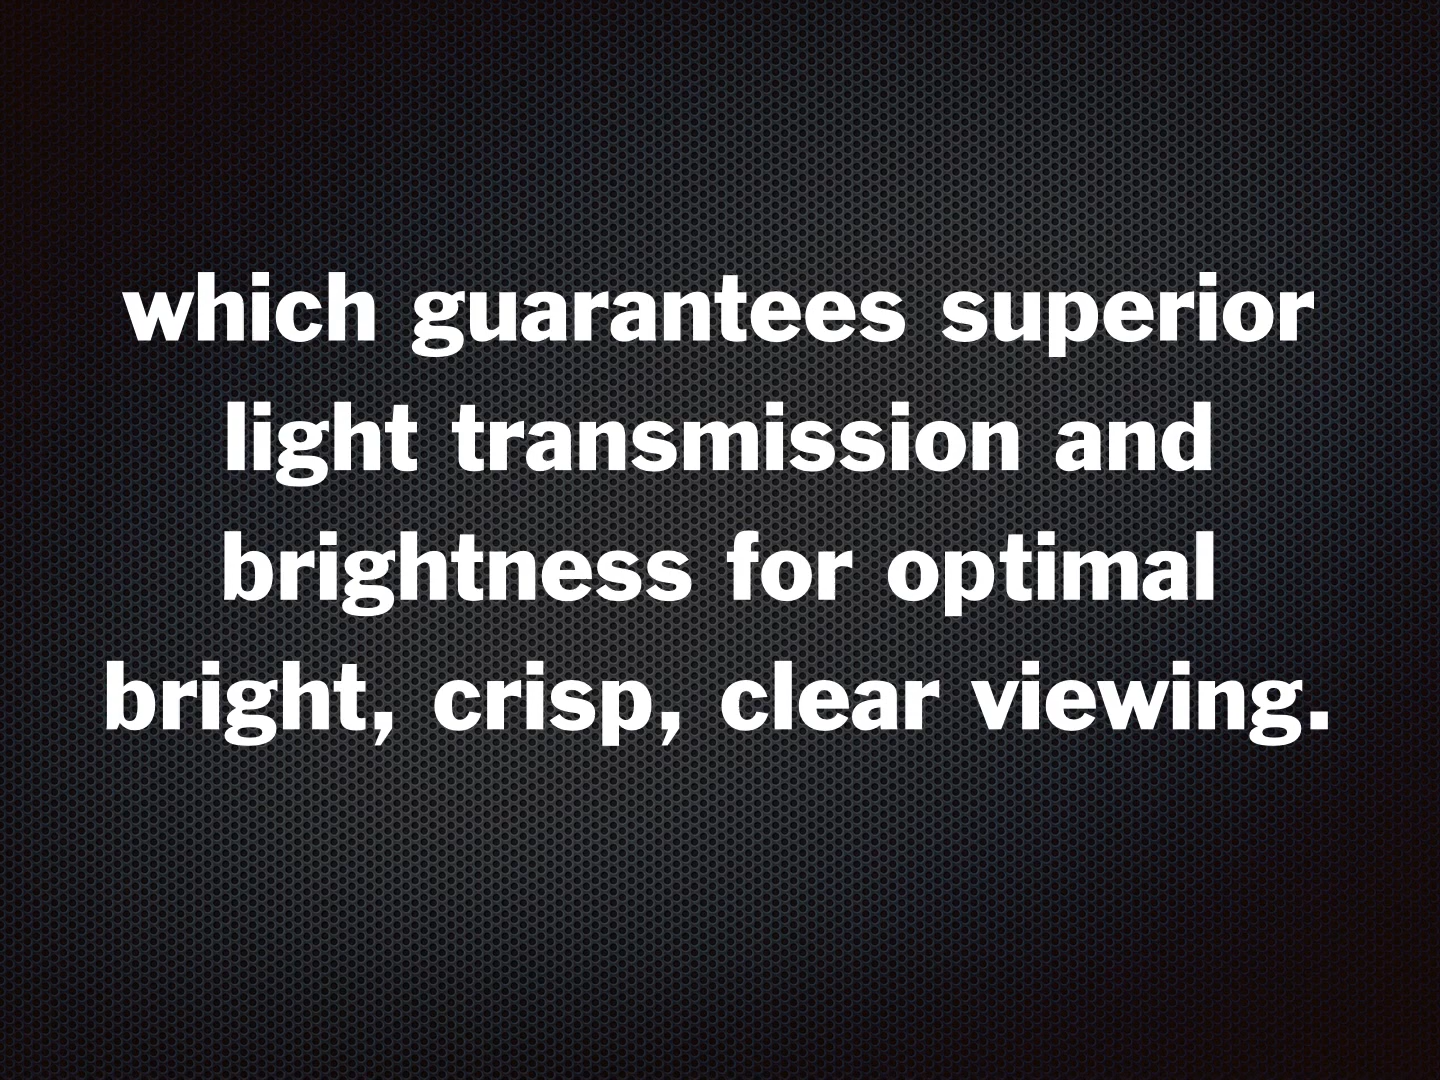 which guarantees superior
light transmission and
brightness for optimal
bright, crisp, clear viewing.